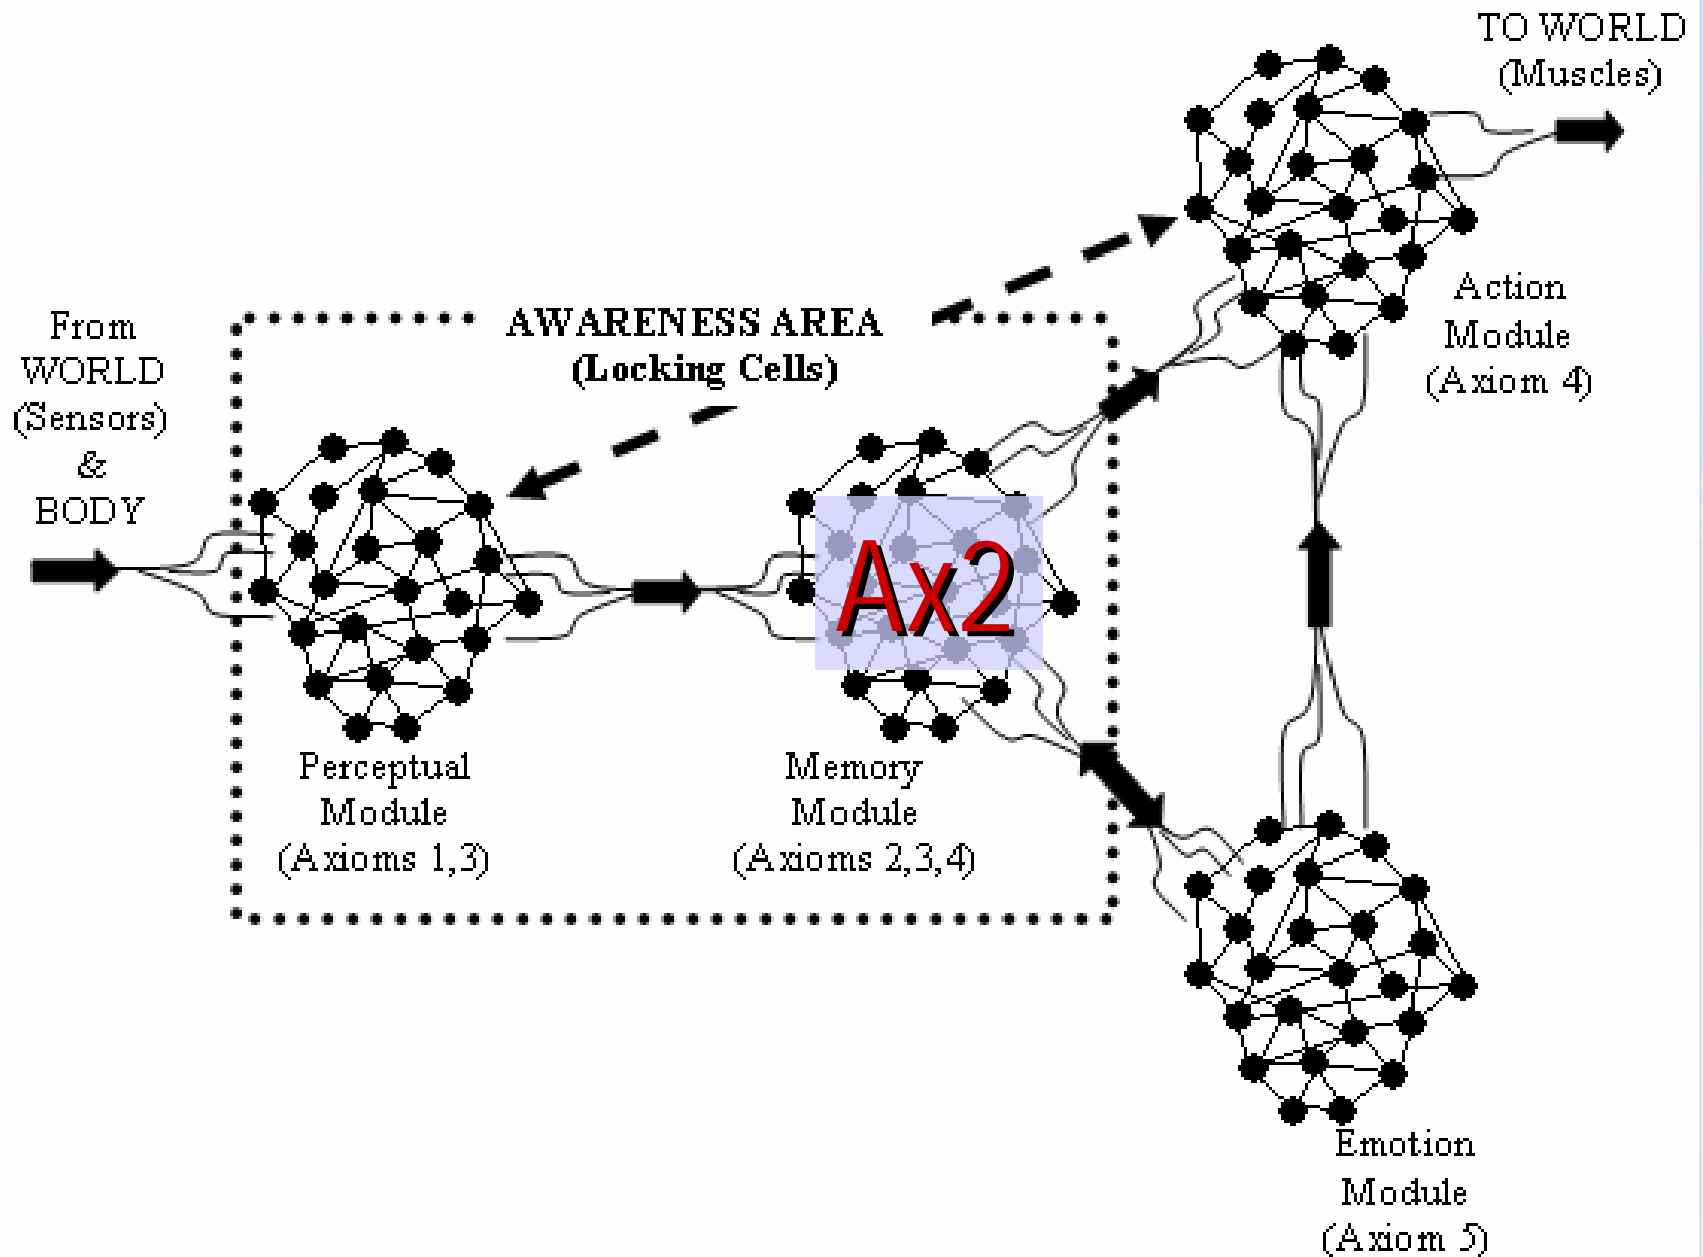 TO WORLD
(Muscles)
Action
Module
(Axiom 4)
AWARENESS AREA
(Locking Cells)
From
WORLD
(Sensors)
&
BODY
Ax2
Perceptual
Module
(Axioms 1,3)
Memory
Module
(Axioms 2,3,4)
Emotion
Module
(Axiom 5)